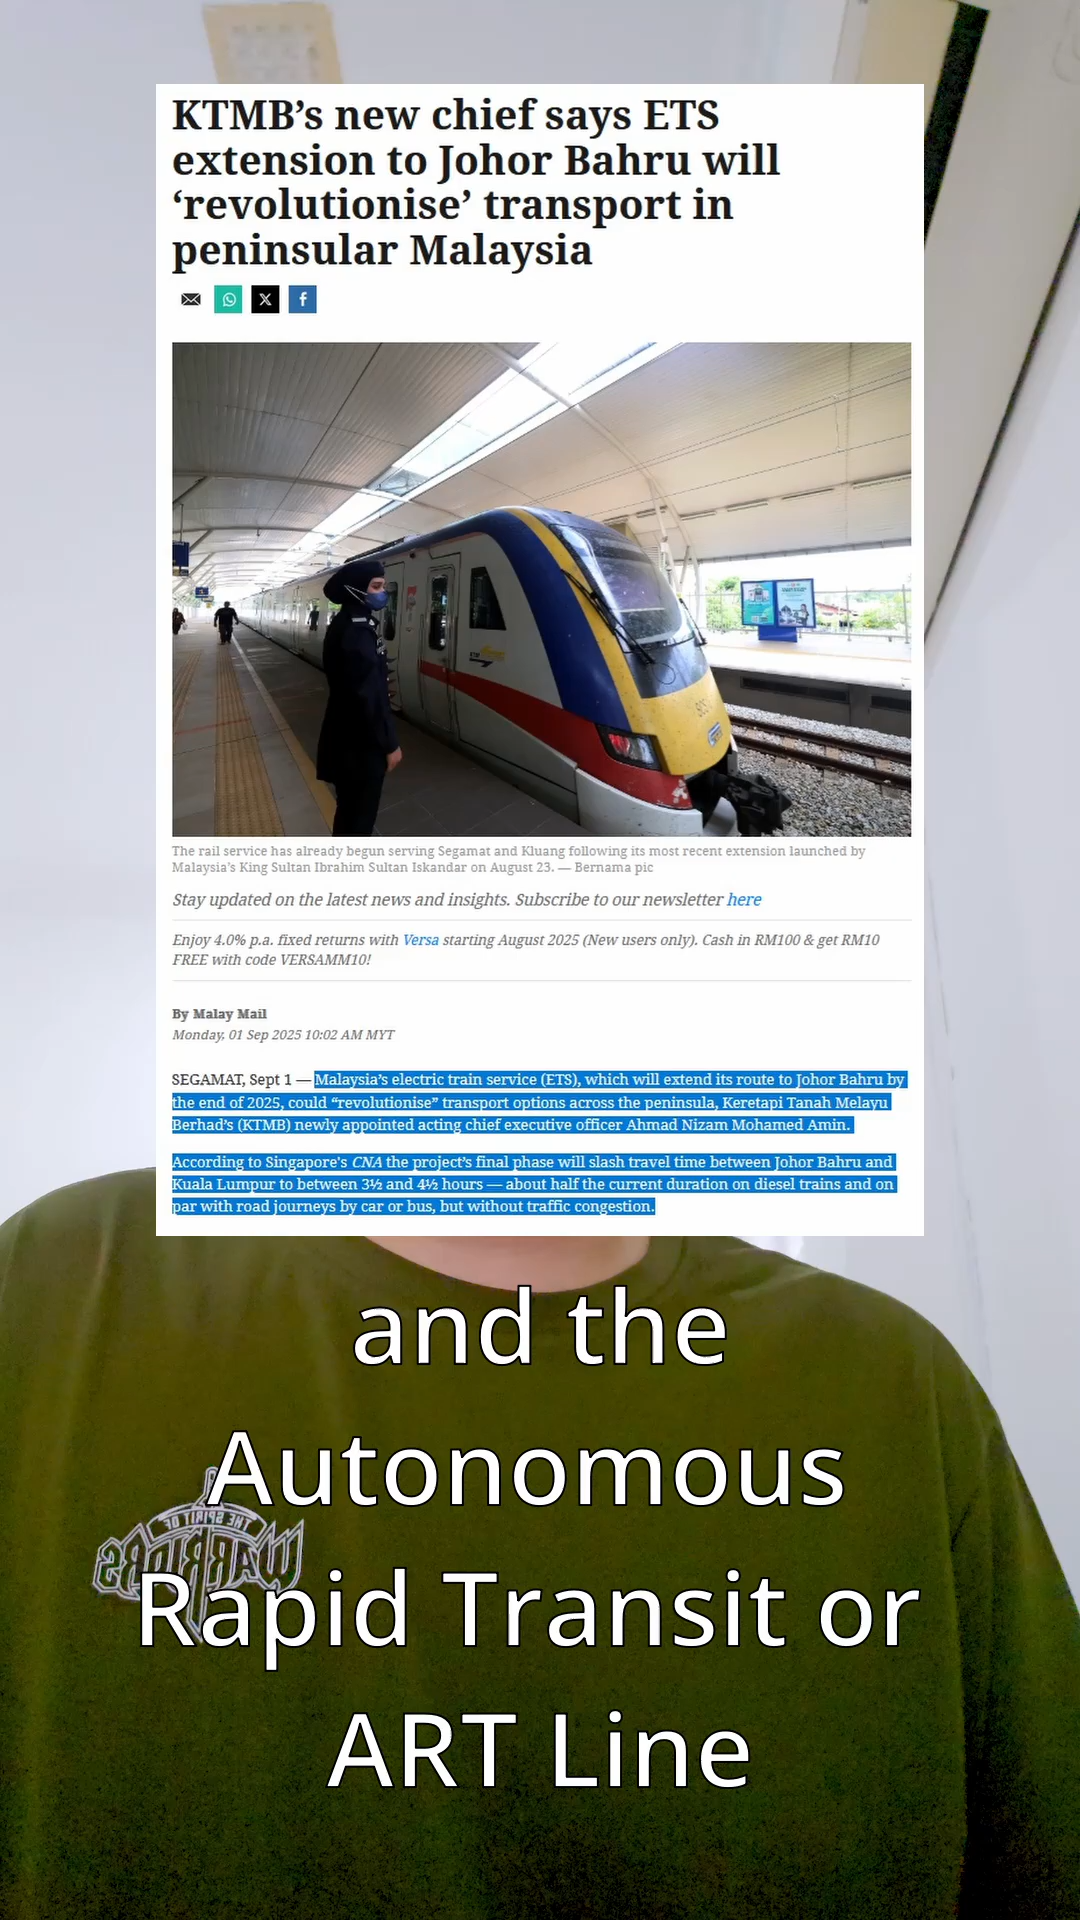 KTMB’s new chief says ETS
extension to Johor Bahru will
‘revolutionise’ transport in
peninsular Malaysia
The rail service has already begun serving Segamat and Kluang following its most recent extension launched by
Malaysia's King Sultan Ibrahim Sultan Iskandar on August 23. — Bernama pic
Stay updated on the latest news and insights. Subscribe to our newsletter here
Enjoy 4.0% p.a. fixed returns with Versa starting August 2025 (New users only). Cash in RM100 & get RM10
FREE with code VERSAMM10!
By Malay Mail
Monday, 01 Sep 2025 10:02 AM MYT
SEGAMAT, Sept 1 — Malaysia’s electric train service (ETS), which will extend its route to Johor Bahru by
the end of 2025, could “revolutionise” transport options across the peninsula, Keretapi Tanah Melayu
Berhad’s (KTMB) newly appointed acting chief executive officer Ahmad Nizam Mohamed Amin.
According to Singapore's CNA the project’s final phase will slash travel time between Johor Bahru and
Kuala Lumpur to between 3½ and 4½ hours — about half the current duration on diesel trains and on
par with road journeys by car or bus, but without traffic congestion.
and the
Autonomous
Rapid Transit or
ART Line
THE SPIRIT OF
WARRIORS